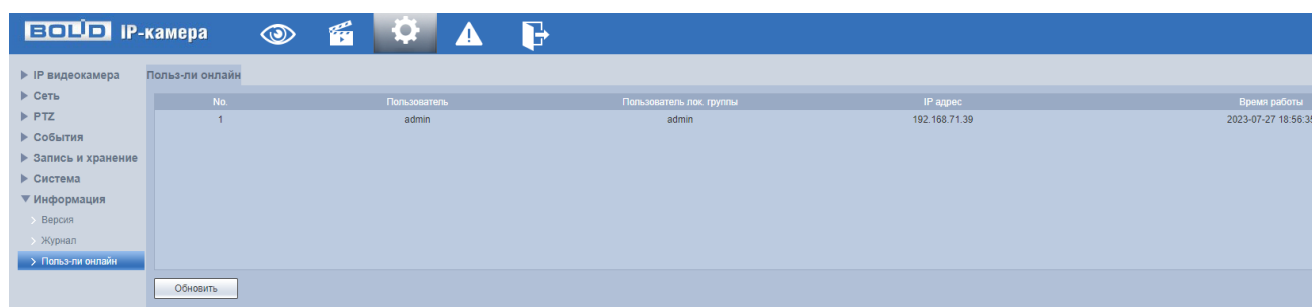 BOLID IP-камера
IP видеокамера
Сеть
PTZ
События
Запись и хранение
Система
Информация
Версия
Журнал
Польз-ли онлайн
Польз-ли онлайн
No. Пользователь Пользователь лок. группы IP адрес Время работы
1 admin admin 192.168.71.39 2023-07-27 18:56:35
Обновить